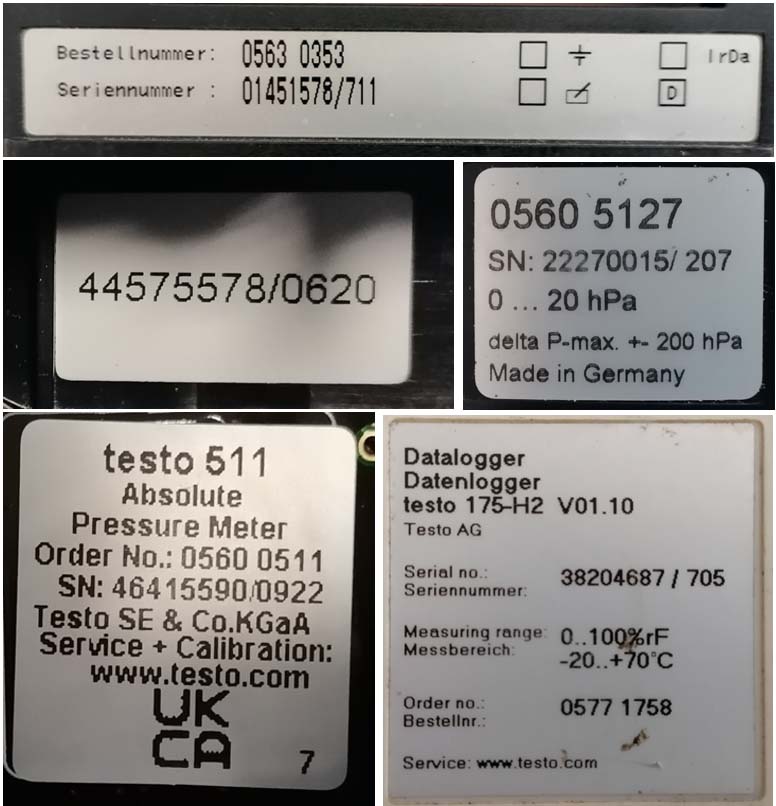 Bestellnummer: 0563 0353 IrDa
Seriennummer : 01451578/711 D
44575578/0620
0560 5127
SN: 22270015/ 207
0 ... 20 hPa
delta P-max. +- 200 hPa
Made in Germany
testo 511
Absolute
Pressure Meter
Order No.: 0560 0511
SN: 46415590/0922
Testo SE & Co.KGaA
Service + Calibration:
www.testo.com
UK
CA 7
Datalogger
Datenlogger
testo 175-H2 V01.10
Testo AG
Serial no.:
Seriennummer: 38204687 / 705
Measuring range: 0..100%rF
Messbereich: -20..+70°C
Order no.: 0577 1758
Bestellnr.:
Service: www.testo.com